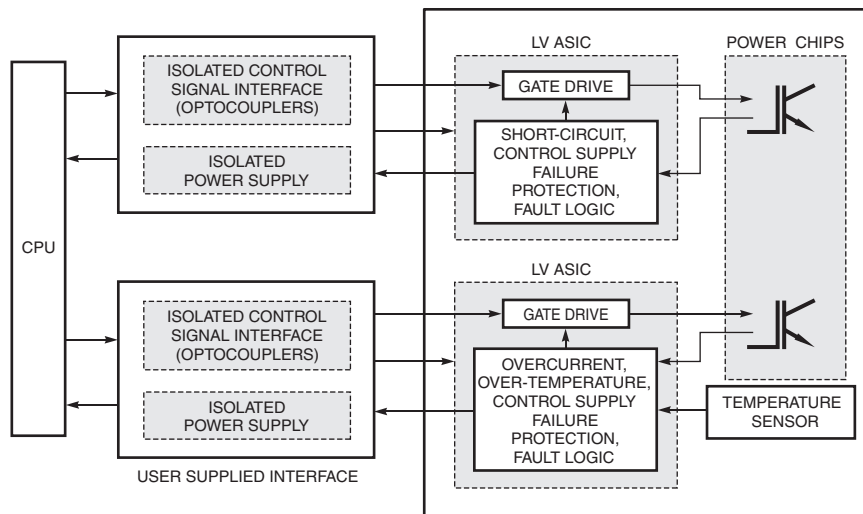 LV ASIC
POWER CHIPS
ISOLATED CONTROL
SIGNAL INTERFACE
(OPTOCOUPLERS)
GATE DRIVE
SHORT-CIRCUIT,
CONTROL SUPPLY
FAILURE
PROTECTION,
FAULT LOGIC
ISOLATED
POWER SUPPLY
CPU
LV ASIC
ISOLATED CONTROL
SIGNAL INTERFACE
(OPTOCOUPLERS)
GATE DRIVE
OVERCURRENT,
OVER-TEMPERATURE,
CONTROL SUPPLY
FAILURE
PROTECTION,
FAULT LOGIC
ISOLATED
POWER SUPPLY
TEMPERATURE
SENSOR
USER SUPPLIED INTERFACE